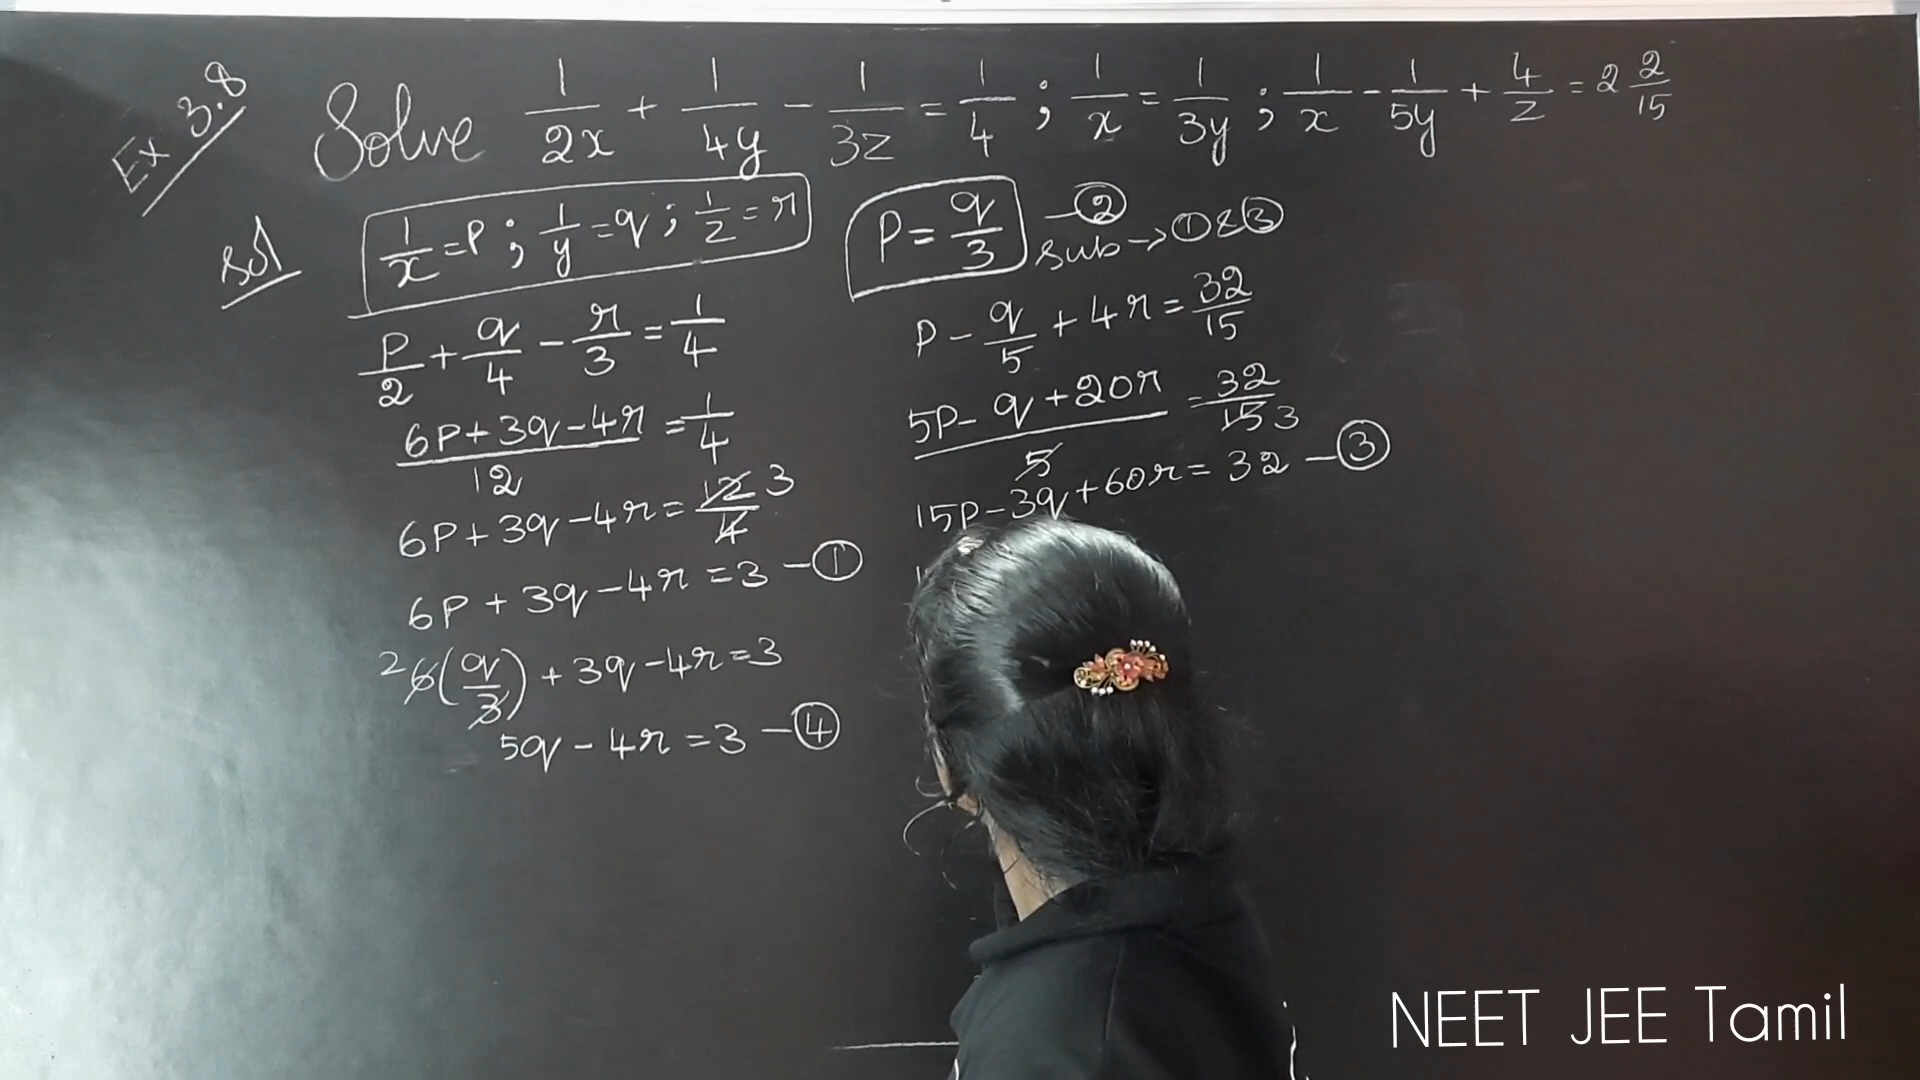 Ex 3.8
Solve 1/2x + 1/4y - 1/3z = 1/4 ; 1/x = 1/3y ; 1/x - 1/5y + 4/z = 2 2/15
sol
1/x = P ; 1/y = q ; 1/z = r
P/2 + q/4 - r/3 = 1/4
6P + 3q - 4r / 12 = 1/4
6P + 3q - 4r = 12/4 3
6P + 3q - 4r = 3 - ①
2 6(q/3) + 3q - 4r = 3
5q - 4r = 3 - ④
P = q/3 - ②
sub → ① & ③
P - q/5 + 4r = 32/15
5P - q + 20r / 5 = 32/15 3
15P - 3q + 60r = 32 - ③
NEET JEE Tamil